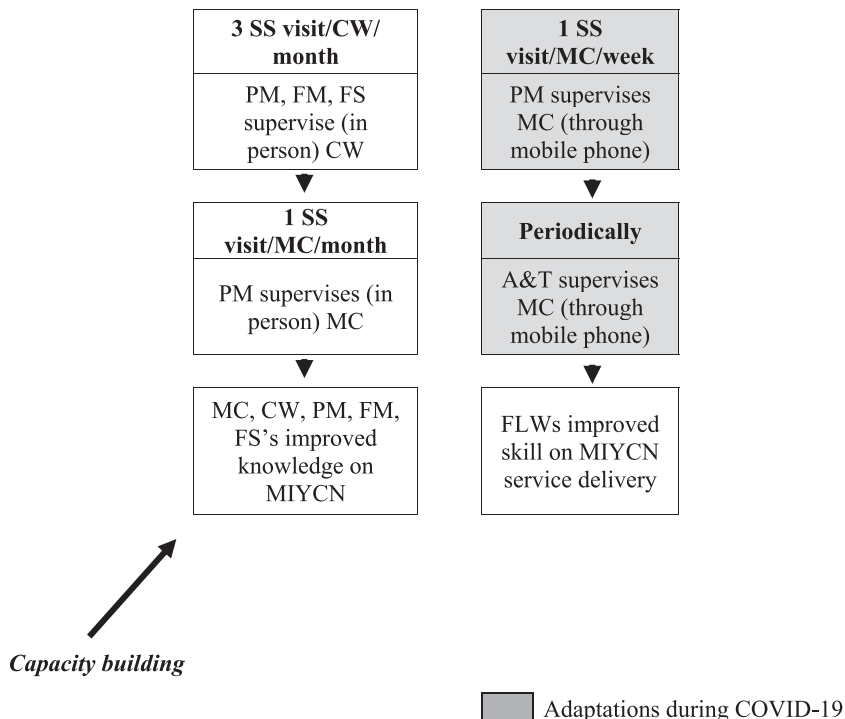 3 SS visit/CW/
month
PM, FM, FS
supervise (in
person) CW
1 SS
visit/MC/month
PM supervises (in
person) MC
MC, CW, PM, FM,
FS's improved
knowledge on
MIYCN
1 SS
visit/MC/week
PM supervises
MC (through
mobile phone)
Periodically
A&T supervises
MC (through
mobile phone)
FLWs improved
skill on MIYCN
service delivery
Capacity building
Adaptations during COVID-19